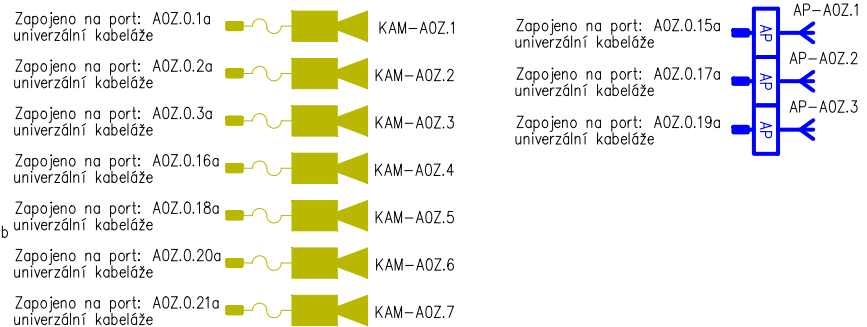 Zapojeno na port: A0Z.0.1a
univerzální kabeláže
KAM-A0Z.1
Zapojeno na port: A0Z.0.2a
univerzální kabeláže
KAM-A0Z.2
Zapojeno na port: A0Z.0.3a
univerzální kabeláže
KAM-A0Z.3
Zapojeno na port: A0Z.0.16a
univerzální kabeláže
KAM-A0Z.4
Zapojeno na port: A0Z.0.18a
univerzální kabeláže
KAM-A0Z.5
b
Zapojeno na port: A0Z.0.20a
univerzální kabeláže
KAM-A0Z.6
Zapojeno na port: A0Z.0.21a
univerzální kabeláže
KAM-A0Z.7
Zapojeno na port: A0Z.0.15a
univerzální kabeláže
AP
AP-A0Z.1
Zapojeno na port: A0Z.0.17a
univerzální kabeláže
AP
AP-A0Z.2
Zapojeno na port: A0Z.0.19a
univerzální kabeláže
AP
AP-A0Z.3